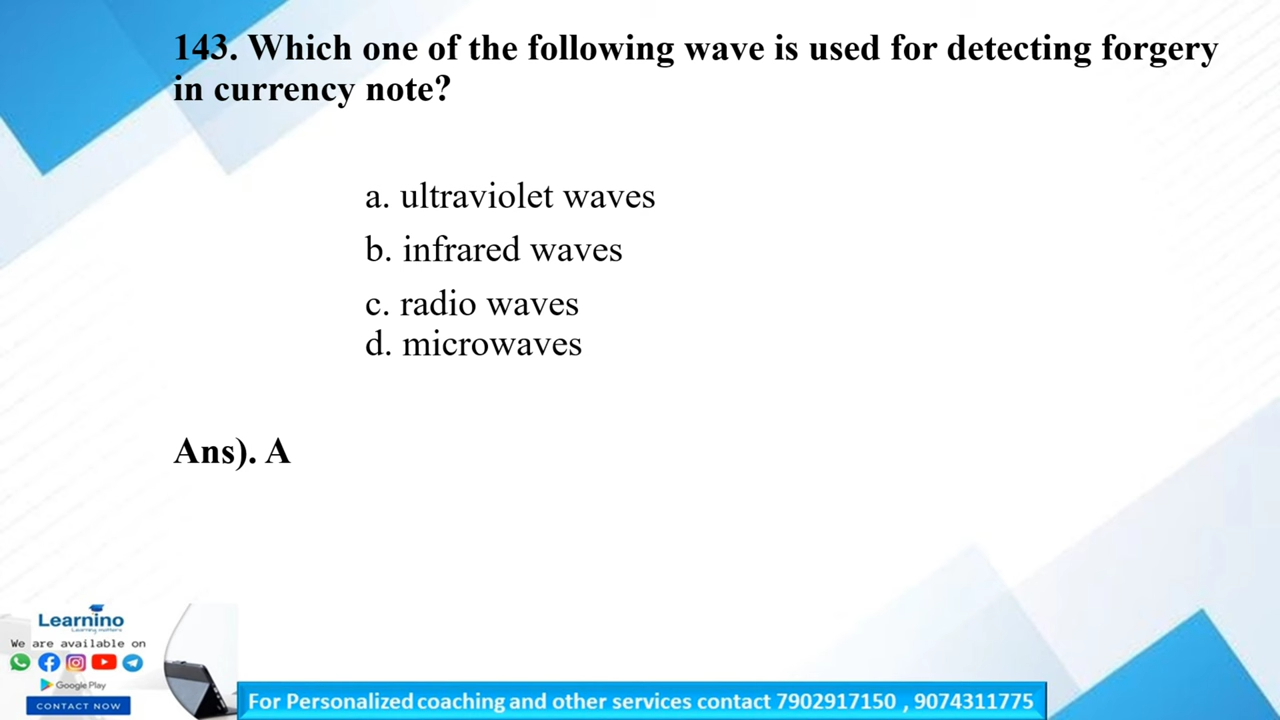 143. Which one of the following wave is used for detecting forgery
in currency note?
a. ultraviolet waves
b. infrared waves
c. radio waves
d. microwaves
Ans). A
Learnino
Learning matters
We are available on
Google Play
CONTACT NOW
For Personalized coaching and other services contact 7902917150 , 9074311775